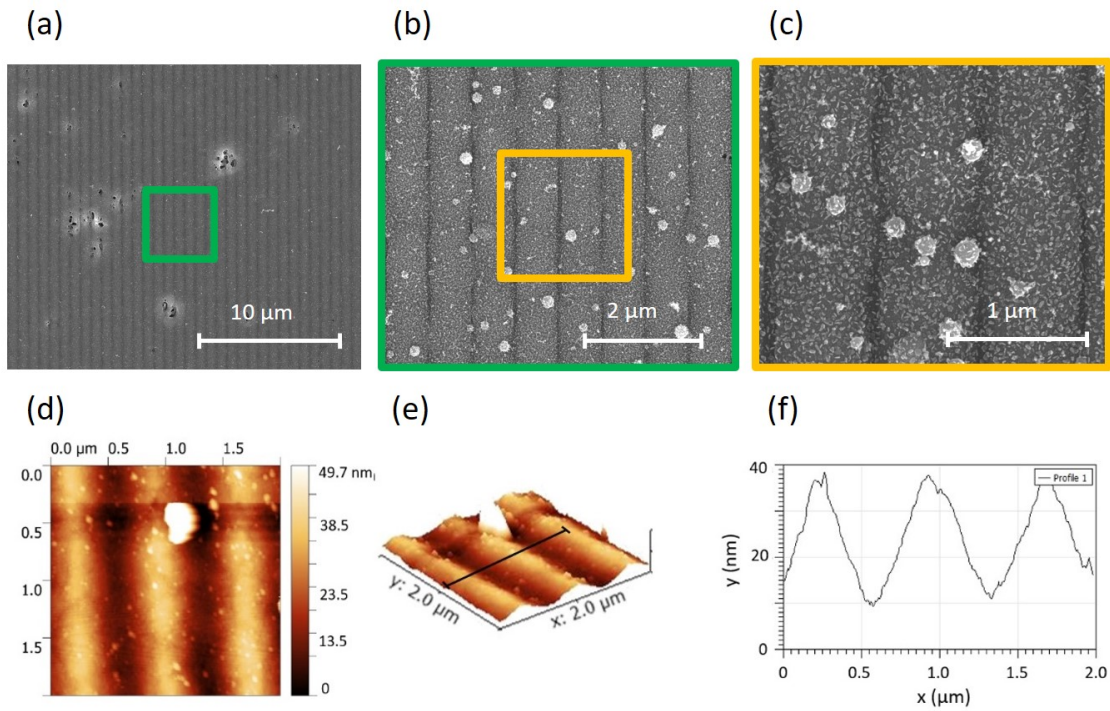 (a)
(b)
(c)
10 µm
2 µm
1 µm
(d)
(e)
(f)
0.0 µm 0.5 1.0 1.5
0.0
0.5
1.0
1.5
49.7 nm
38.5
23.5
13.5
0
y: 2.0 µm
x: 2.0 µm
40
20
0
y (nm)
Profile 1
0 0.5 1.0 1.5 2.0
x (µm)